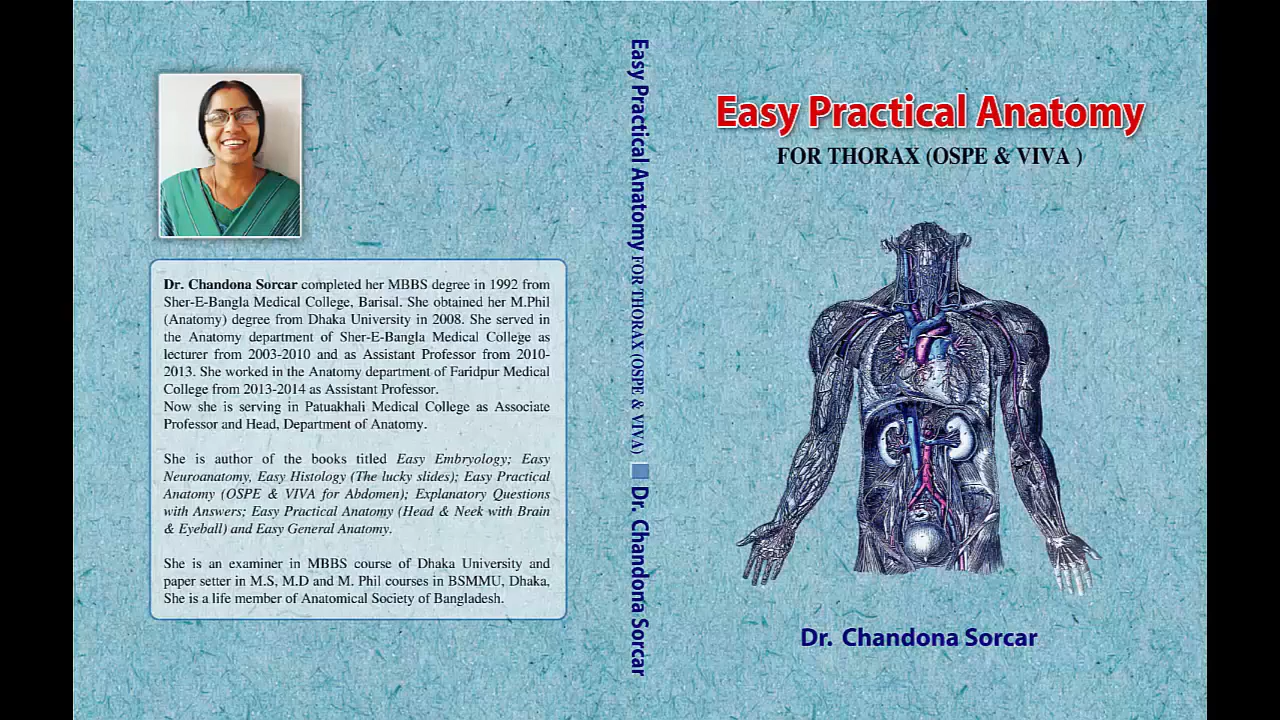 Dr. Chandona Sorcar completed her MBBS degree in 1992 from
Sher-E-Bangla Medical College, Barisal. She obtained her M.Phil
(Anatomy) degree from Dhaka University in 2008. She served in
the Anatomy department of Sher-E-Bangla Medical College as
lecturer from 2003-2010 and as Assistant Professor from 2010-
2013. She worked in the Anatomy department of Faridpur Medical
College from 2013-2014 as Assistant Professor.
Now she is serving in Patuakhali Medical College as Associate
Professor and Head, Department of Anatomy.
She is author of the books titled Easy Embryology; Easy
Neuroanatomy, Easy Histology (The lucky slides); Easy Practical
Anatomy (OSPE & VIVA for Abdomen); Explanatory Questions
with Answers; Easy Practical Anatomy (Head & Neek with Brain
& Eyeball) and Easy General Anatomy.
She is an examiner in MBBS course of Dhaka University and
paper setter in M.S, M.D and M. Phil courses in BSMMU, Dhaka,
She is a life member of Anatomical Society of Bangladesh.
Easy Practical Anatomy FOR THORAX (OSPE & VIVA) Dr. Chandona Sorcar
Easy Practical Anatomy
FOR THORAX (OSPE & VIVA )
Dr. Chandona Sorcar